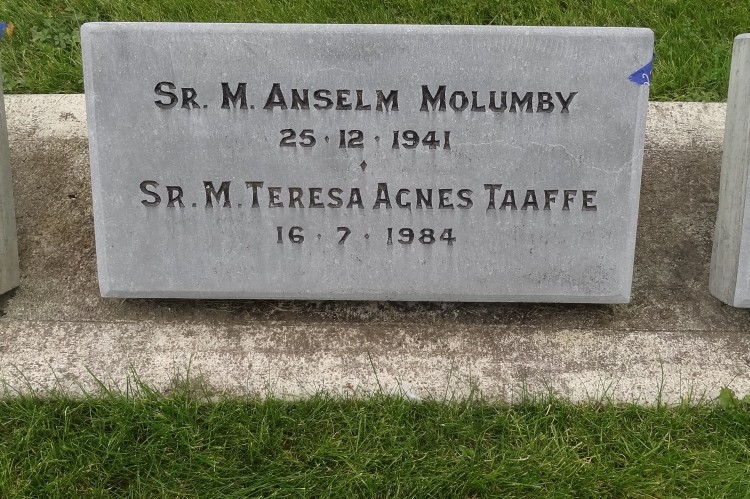 Sr. M. Anselm Molumby
25 · 12 · 1941
Sr. M. Teresa Agnes Taaffe
16 · 7 · 1984